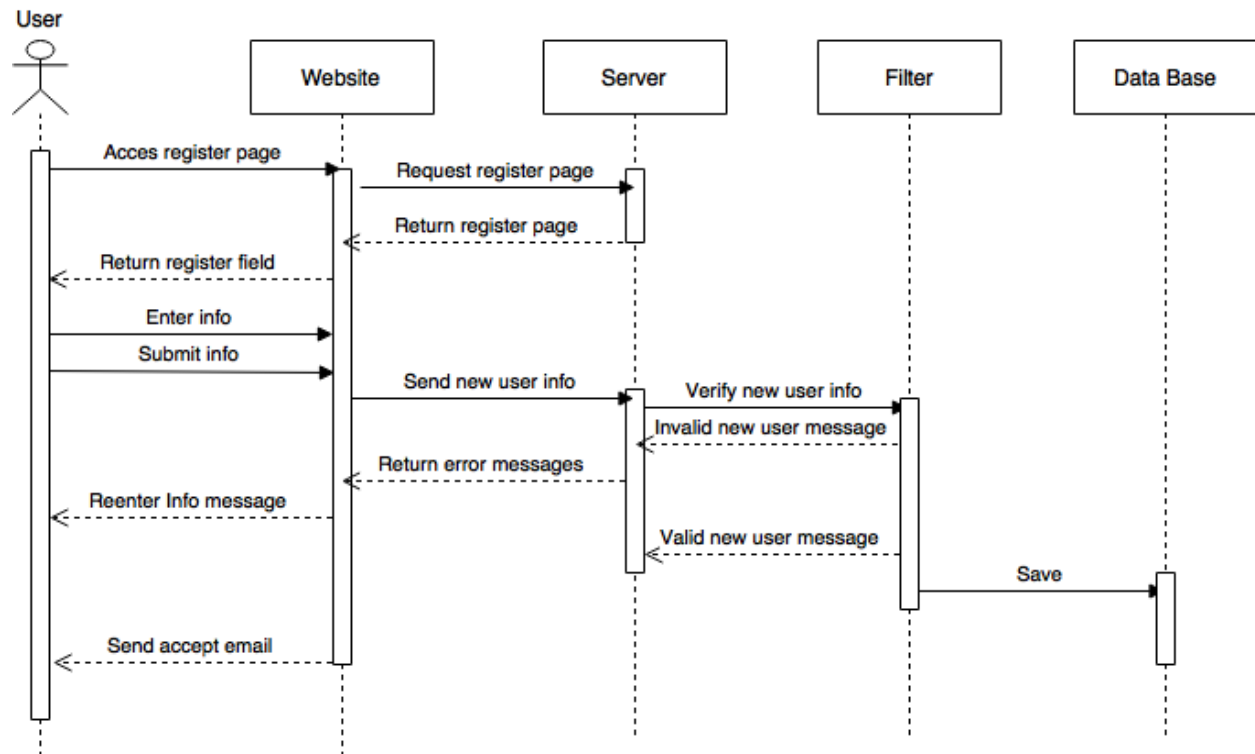 User
Website
Server
Filter
Data Base
Acces register page
Request register page
Return register page
Return register field
Enter info
Submit info
Send new user info
Verify new user info
Invalid new user message
Return error messages
Reenter Info message
Valid new user message
Save
Send accept email